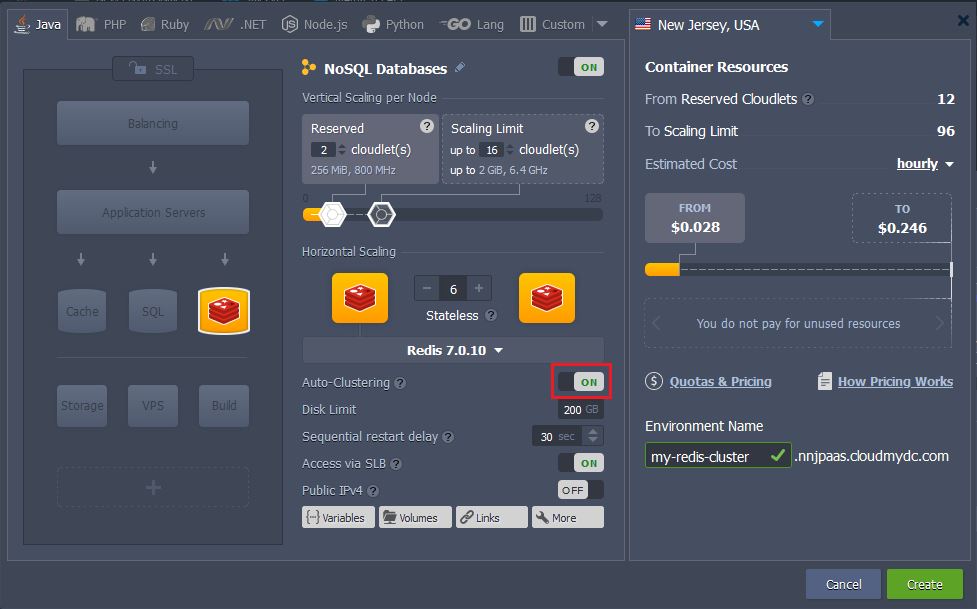 Java
PHP
Ruby
.NET
Node.js
Python
Lang
Custom
SSL
Balancing
Application Servers
Cache
SQL
Storage
VPS
Build
NoSQL Databases
ON
Vertical Scaling per Node
Reserved
2 cloudlet(s)
256 MiB, 800 MHz
Scaling Limit
up to 16 cloudlet(s)
up to 2 GiB, 6.4 GHz
0
128
Horizontal Scaling
6
Stateless
Redis 7.0.10
Auto-Clustering
ON
Disk Limit
200 GB
Sequential restart delay
30 sec
Access via SLB
ON
Public IPv4
OFF
Variables
Volumes
Links
More
New Jersey, USA
Container Resources
From Reserved Cloudlets
12
To Scaling Limit
96
Estimated Cost
hourly
FROM
$0.028
TO
$0.246
You do not pay for unused resources
Quotas & Pricing
How Pricing Works
Environment Name
my-redis-cluster
.nnjpaas.cloudmydc.com
Cancel
Create